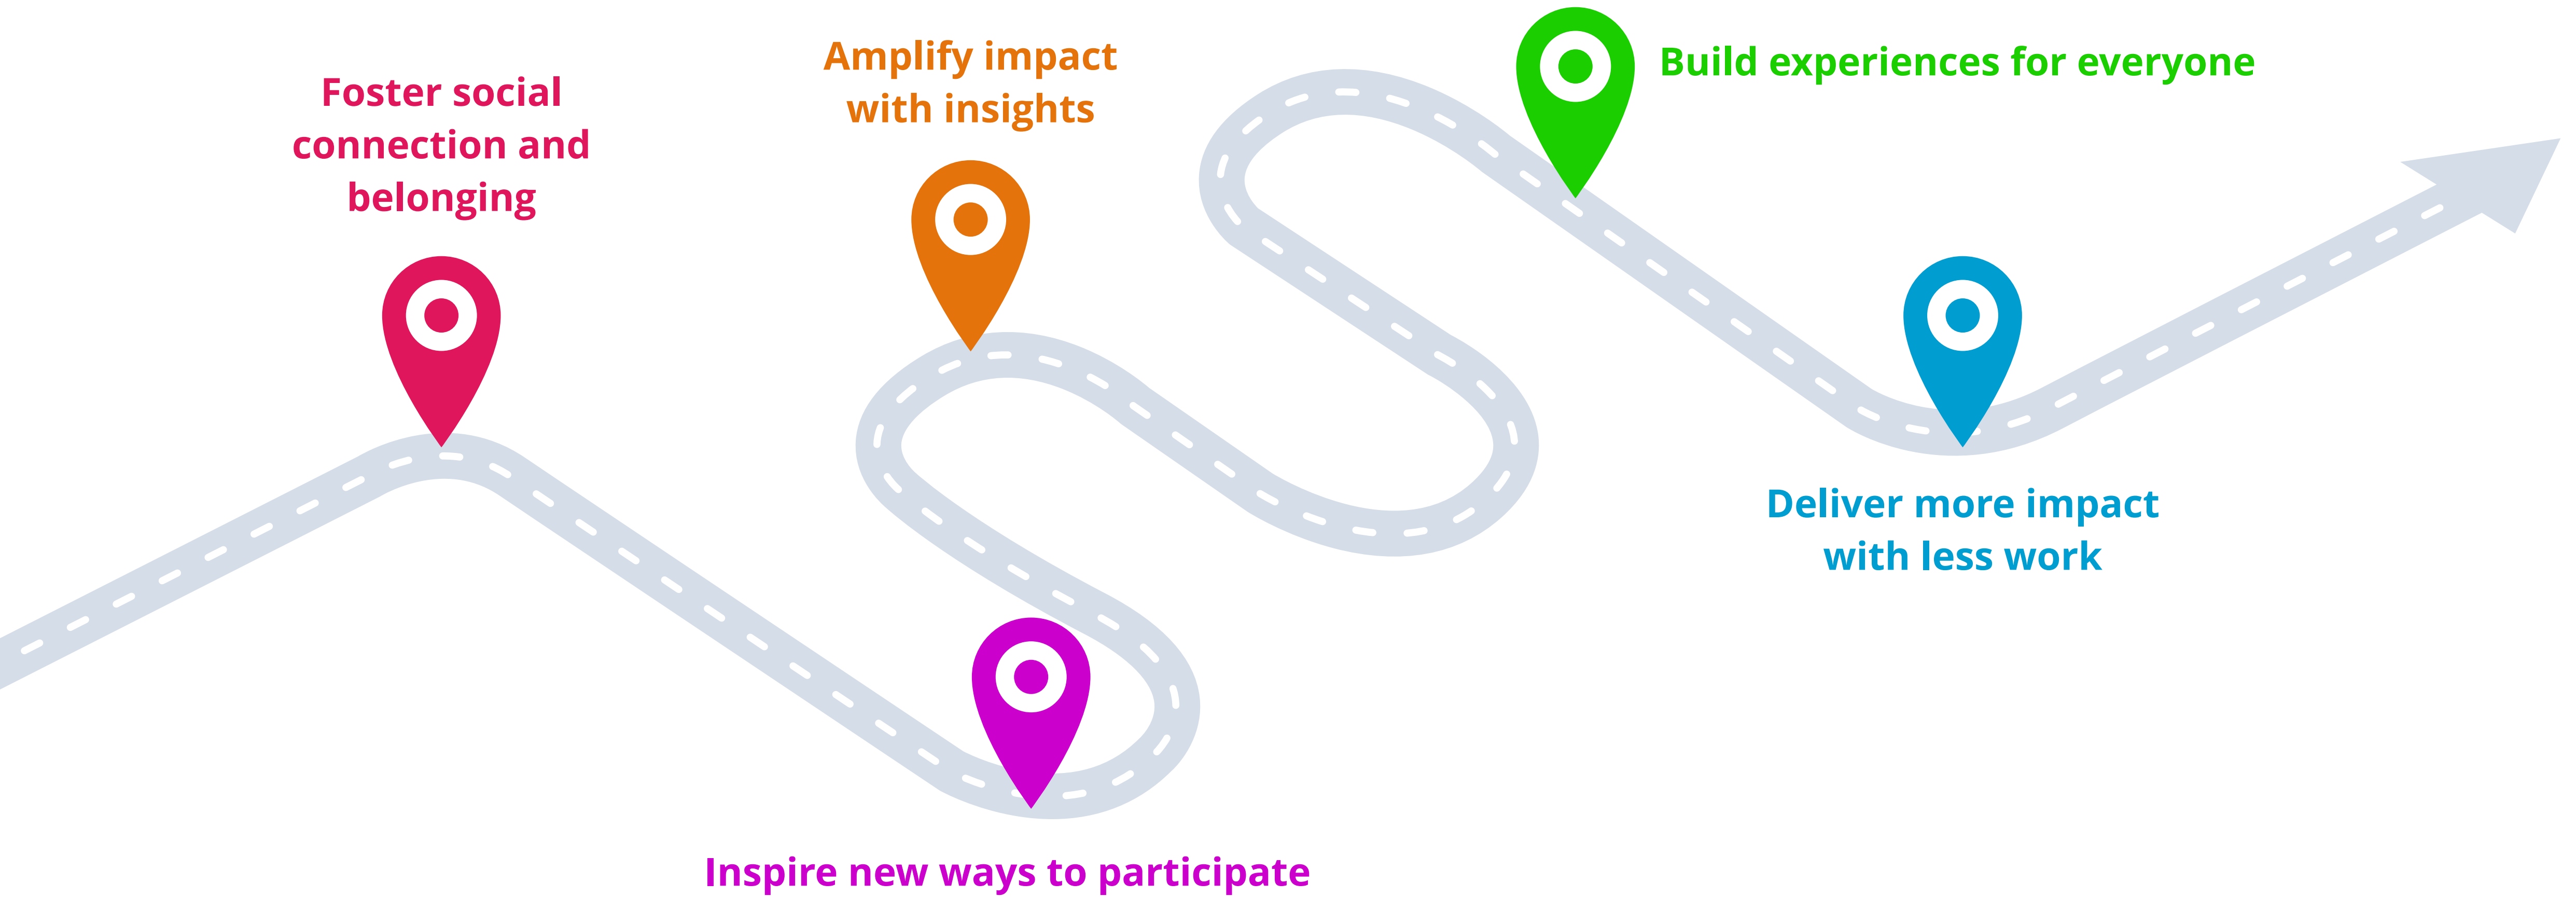 Foster social
connection and
belonging
Amplify impact
with insights
Build experiences for everyone
Deliver more impact
with less work
Inspire new ways to participate